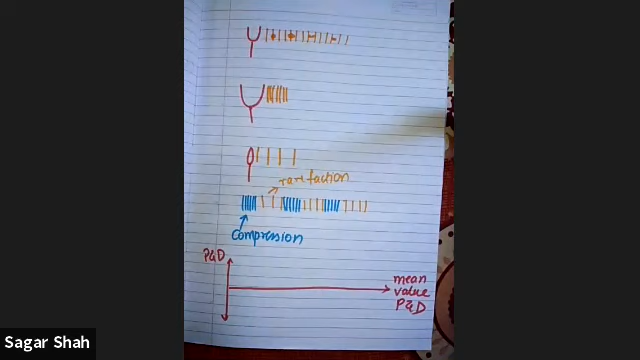 rarefaction
compression
P&D
mean
value
P&D
Sagar Shah